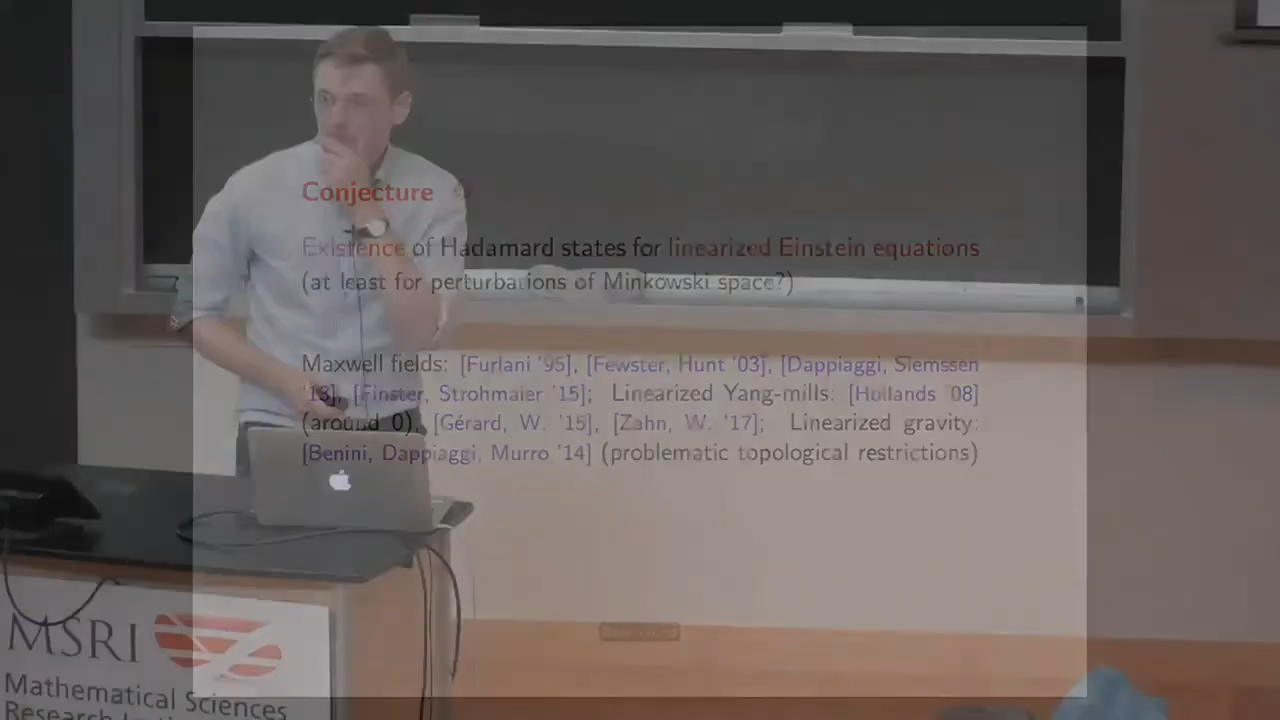 Conjecture
Existence of Hadamard states for linearized Einstein equations
(at least for perturbations of Minkowski space?)
Maxwell fields: [Furlani '95], [Fewster, Hunt '03], [Dappiaggi, Siemssen
'13], [Finster, Strohmaier '15]; Linearized Yang-mills: [Hollands '08]
(around 0), [Gérard, W. '15], [Zahn, W. '17]; Linearized gravity:
[Benini, Dappiaggi, Murro '14] (problematic topological restrictions)
MSRI
Mathematical Sciences
Research